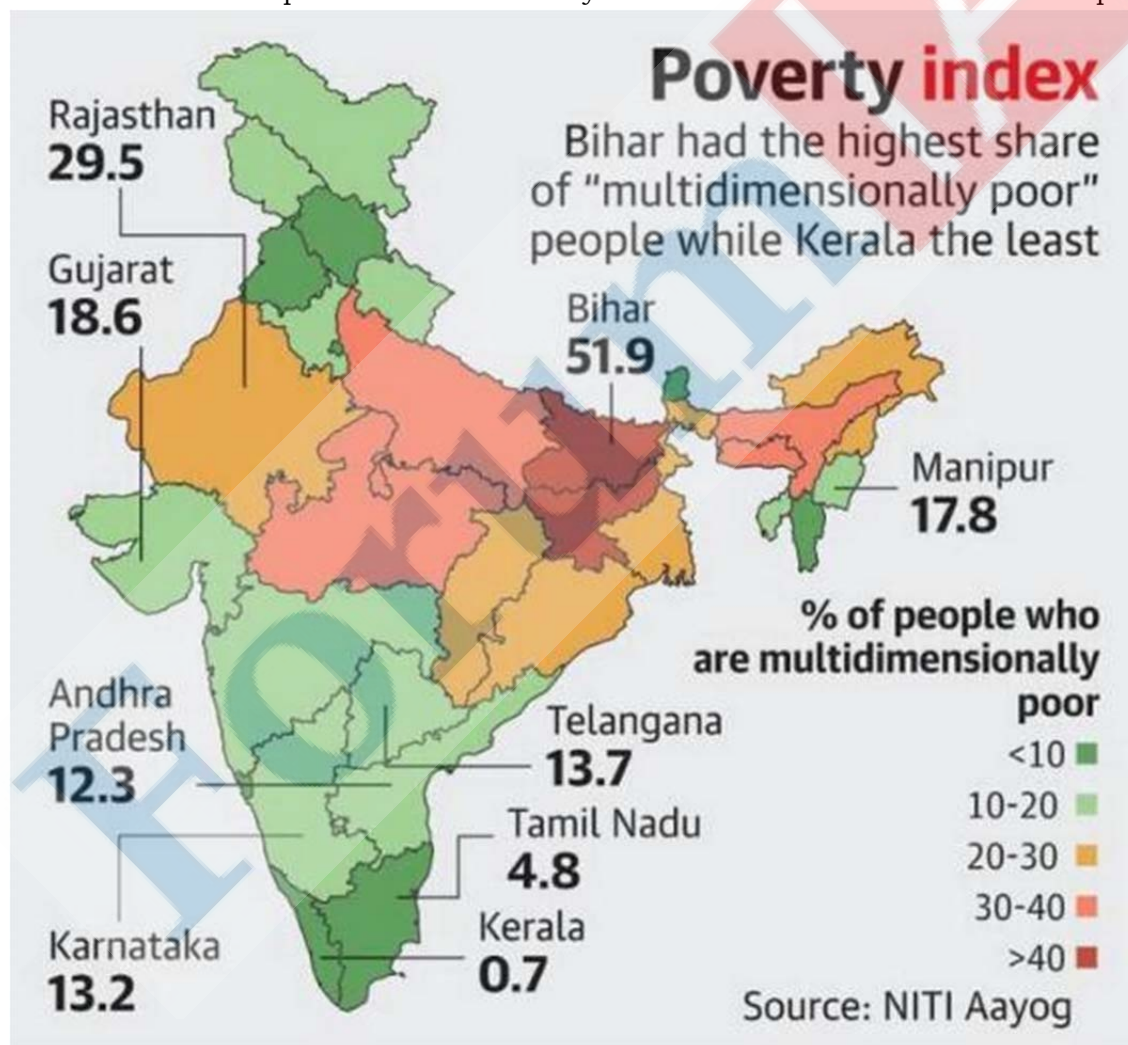 Poverty index
Bihar had the highest share
of “multidimensionally poor”
people while Kerala the least
Rajasthan
29.5
Gujarat
18.6
Bihar
51.9
Manipur
17.8
Andhra
Pradesh
12.3
Telangana
13.7
Tamil Nadu
4.8
Kerala
0.7
Karnataka
13.2
% of people who
are multidimensionally
poor
<10
10-20
20-30
30-40
>40
Source: NITI Aayog